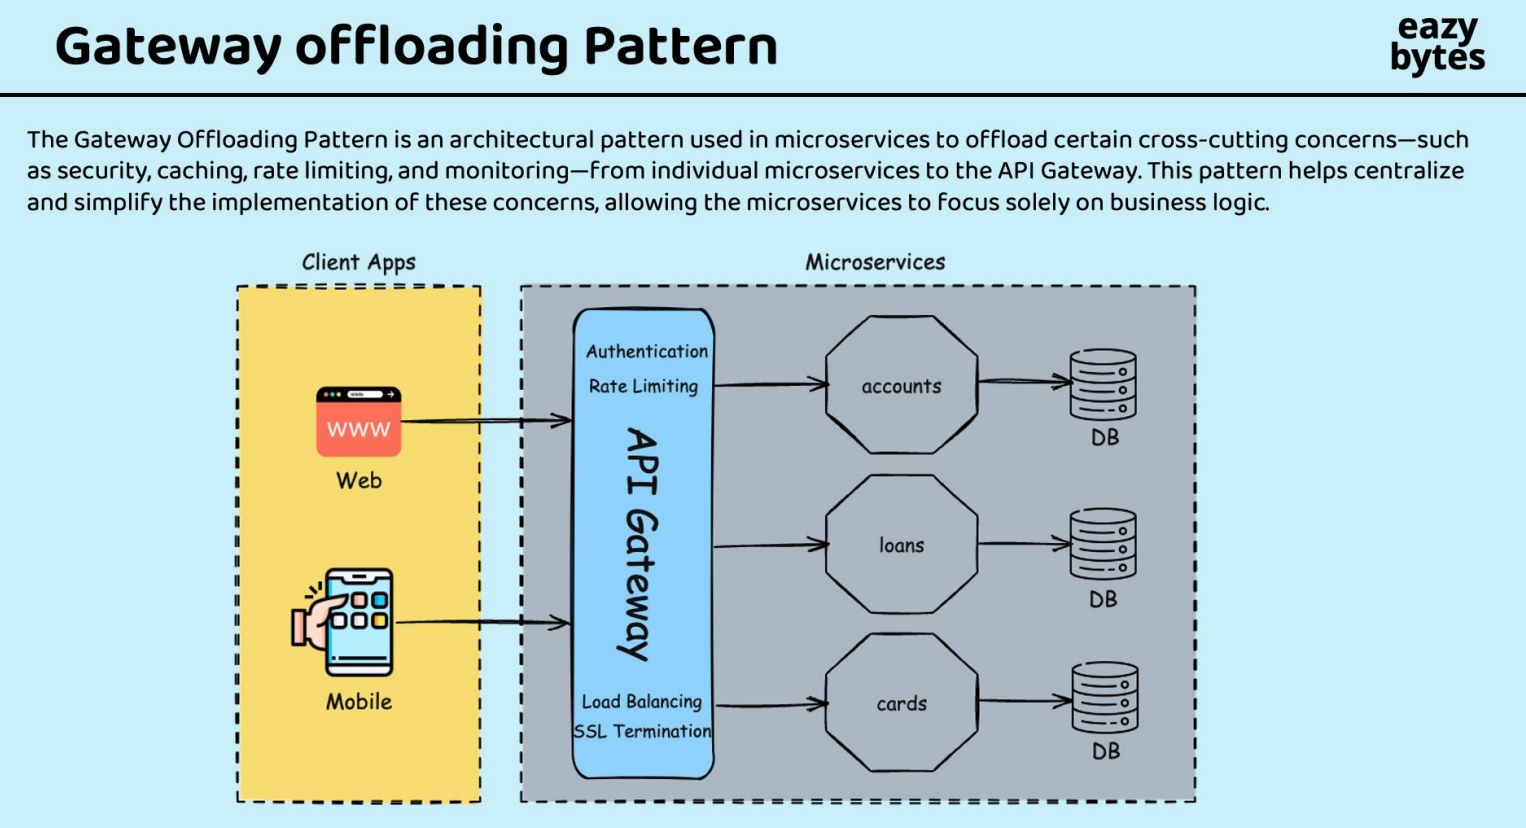 Gateway offloading Pattern
eazy
bytes
The Gateway Offloading Pattern is an architectural pattern used in microservices to offload certain cross-cutting concerns—such
as security, caching, rate limiting, and monitoring—from individual microservices to the API Gateway. This pattern helps centralize
and simplify the implementation of these concerns, allowing the microservices to focus solely on business logic.
Client Apps
Microservices
www
Web
Mobile
Authentication
Rate Limiting
API Gateway
Load Balancing
SSL Termination
accounts
DB
loans
DB
cards
DB